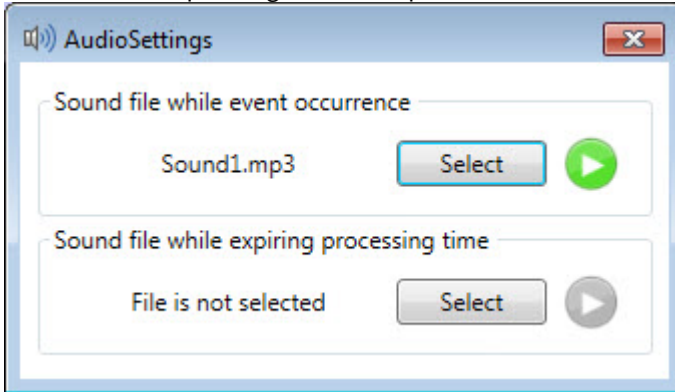 AudioSettings
Sound file while event occurrence
Sound1.mp3 Select
Sound file while expiring processing time
File is not selected Select